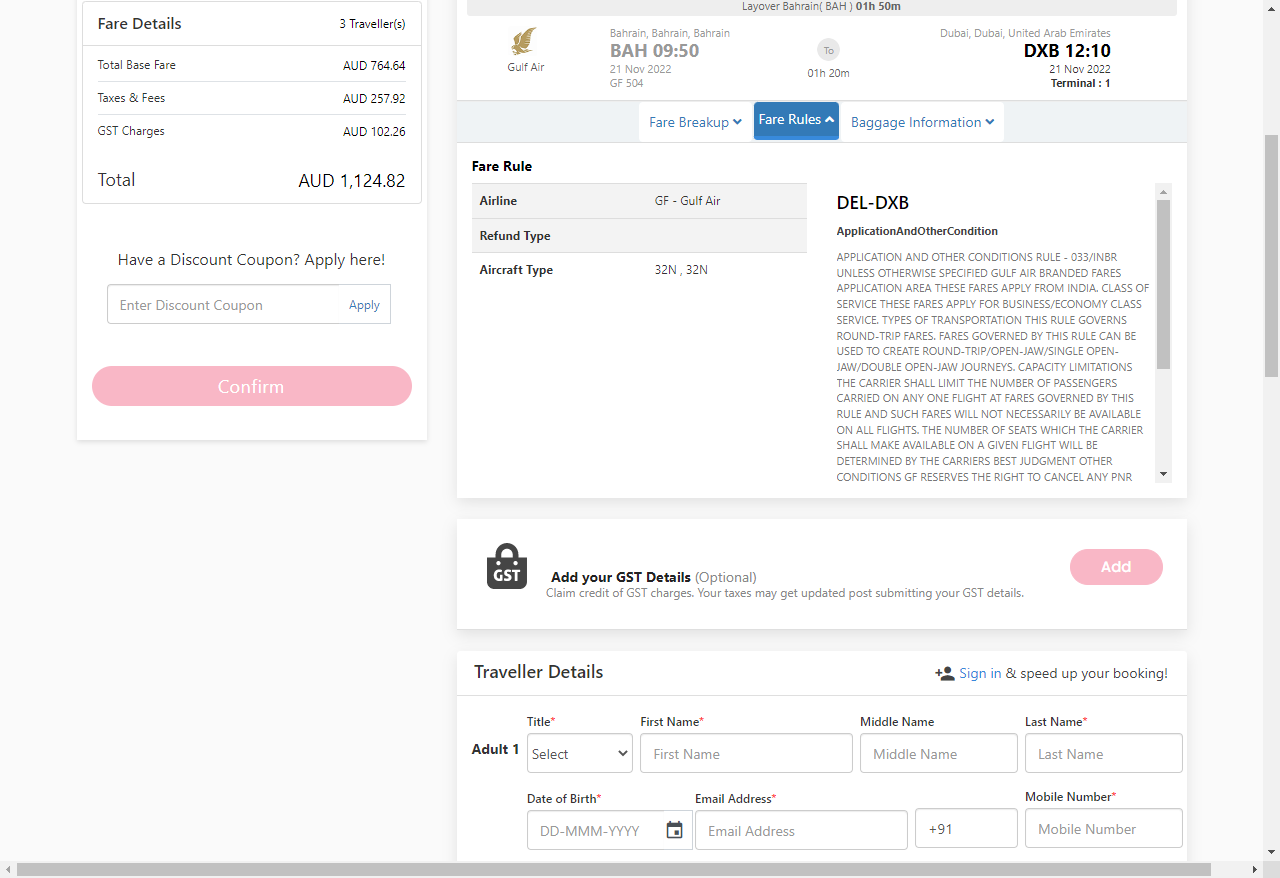 Fare Details 3 Traveller(s)
Total Base Fare AUD 764.64
Taxes & Fees AUD 257.92
GST Charges AUD 102.26
Total AUD 1,124.82
Have a Discount Coupon? Apply here!
Enter Discount Coupon Apply
Confirm
Layover Bahrain( BAH ) 01h 50m
Gulf Air
Bahrain, Bahrain, Bahrain
BAH 09:50
21 Nov 2022
GF 504
To
01h 20m
Dubai, Dubai, United Arab Emirates
DXB 12:10
21 Nov 2022
Terminal : 1
Fare Breakup Fare Rules Baggage Information
Fare Rule
Airline GF - Gulf Air
Refund Type
Aircraft Type 32N , 32N
DEL-DXB
ApplicationAndOtherCondition
APPLICATION AND OTHER CONDITIONS RULE - 033/INBR
UNLESS OTHERWISE SPECIFIED GULF AIR BRANDED FARES
APPLICATION AREA THESE FARES APPLY FROM INDIA. CLASS OF
SERVICE THESE FARES APPLY FOR BUSINESS/ECONOMY CLASS
SERVICE. TYPES OF TRANSPORTATION THIS RULE GOVERNS
ROUND-TRIP FARES. FARES GOVERNED BY THIS RULE CAN BE
USED TO CREATE ROUND-TRIP/OPEN-JAW/SINGLE OPEN-
JAW/DOUBLE OPEN-JAW JOURNEYS. CAPACITY LIMITATIONS
THE CARRIER SHALL LIMIT THE NUMBER OF PASSENGERS
CARRIED ON ANY ONE FLIGHT AT FARES GOVERNED BY THIS
RULE AND SUCH FARES WILL NOT NECESSARILY BE AVAILABLE
ON ALL FLIGHTS. THE NUMBER OF SEATS WHICH THE CARRIER
SHALL MAKE AVAILABLE ON A GIVEN FLIGHT WILL BE
DETERMINED BY THE CARRIERS BEST JUDGMENT OTHER
CONDITIONS GF RESERVES THE RIGHT TO CANCEL ANY PNR
GST
Add your GST Details (Optional)
Claim credit of GST charges. Your taxes may get updated post submitting your GST details.
Add
Traveller Details Sign in & speed up your booking!
Title* First Name* Middle Name Last Name*
Adult 1 Select First Name Middle Name Last Name
Date of Birth* Email Address* Mobile Number*
DD-MMM-YYYY Email Address +91 Mobile Number